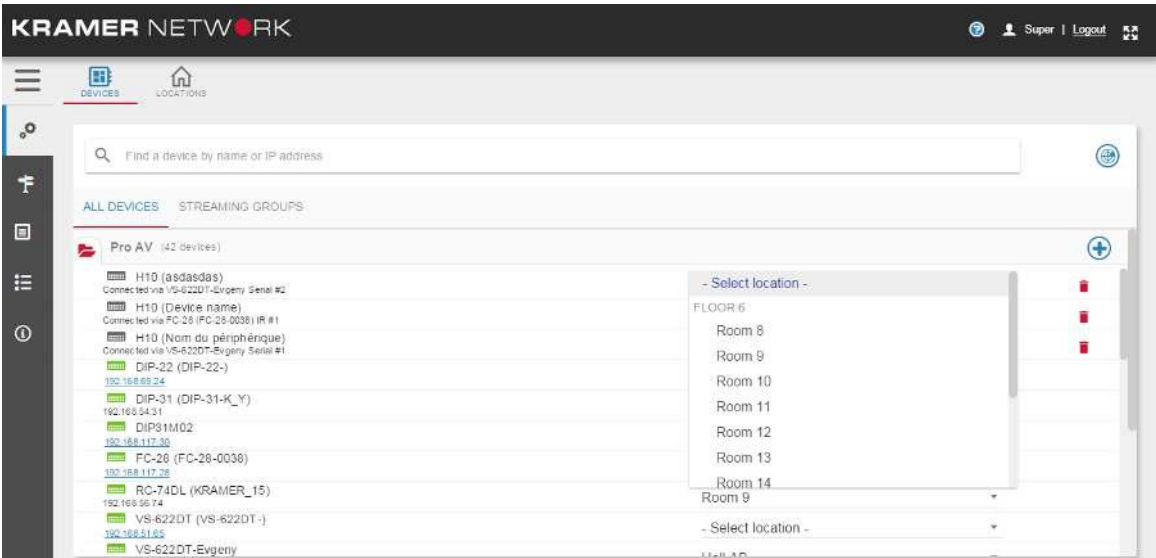 KRAMER NETWORK
Super | Logout
DEVICES
LOCATIONS
Find a device by name or IP address
ALL DEVICES
STREAMING GROUPS
Pro AV (42 devices)
H10 (asdasdas)
Connected via VS-622DT-Evgeny Serial #2
H10 (Device name)
Connected via FC-28 (FC-28-0038) IR #1
H10 (Nom du périphérique)
Connected via VS-622DT-Evgeny Serial #1
DIP-22 (DIP-22-)
192.168.69.24
DIP-31 (DIP-31-K_Y)
192.168.54.31
DIP31M02
192.168.117.30
FC-28 (FC-28-0038)
192.168.117.28
RC-74DL (KRAMER_15)
192.168.56.74
VS-622DT (VS-622DT-)
192.168.51.65
VS-622DT-Evgeny
- Select location -
FLOOR 6
Room 8
Room 9
Room 10
Room 11
Room 12
Room 13
Room 14
Room 9
- Select location -